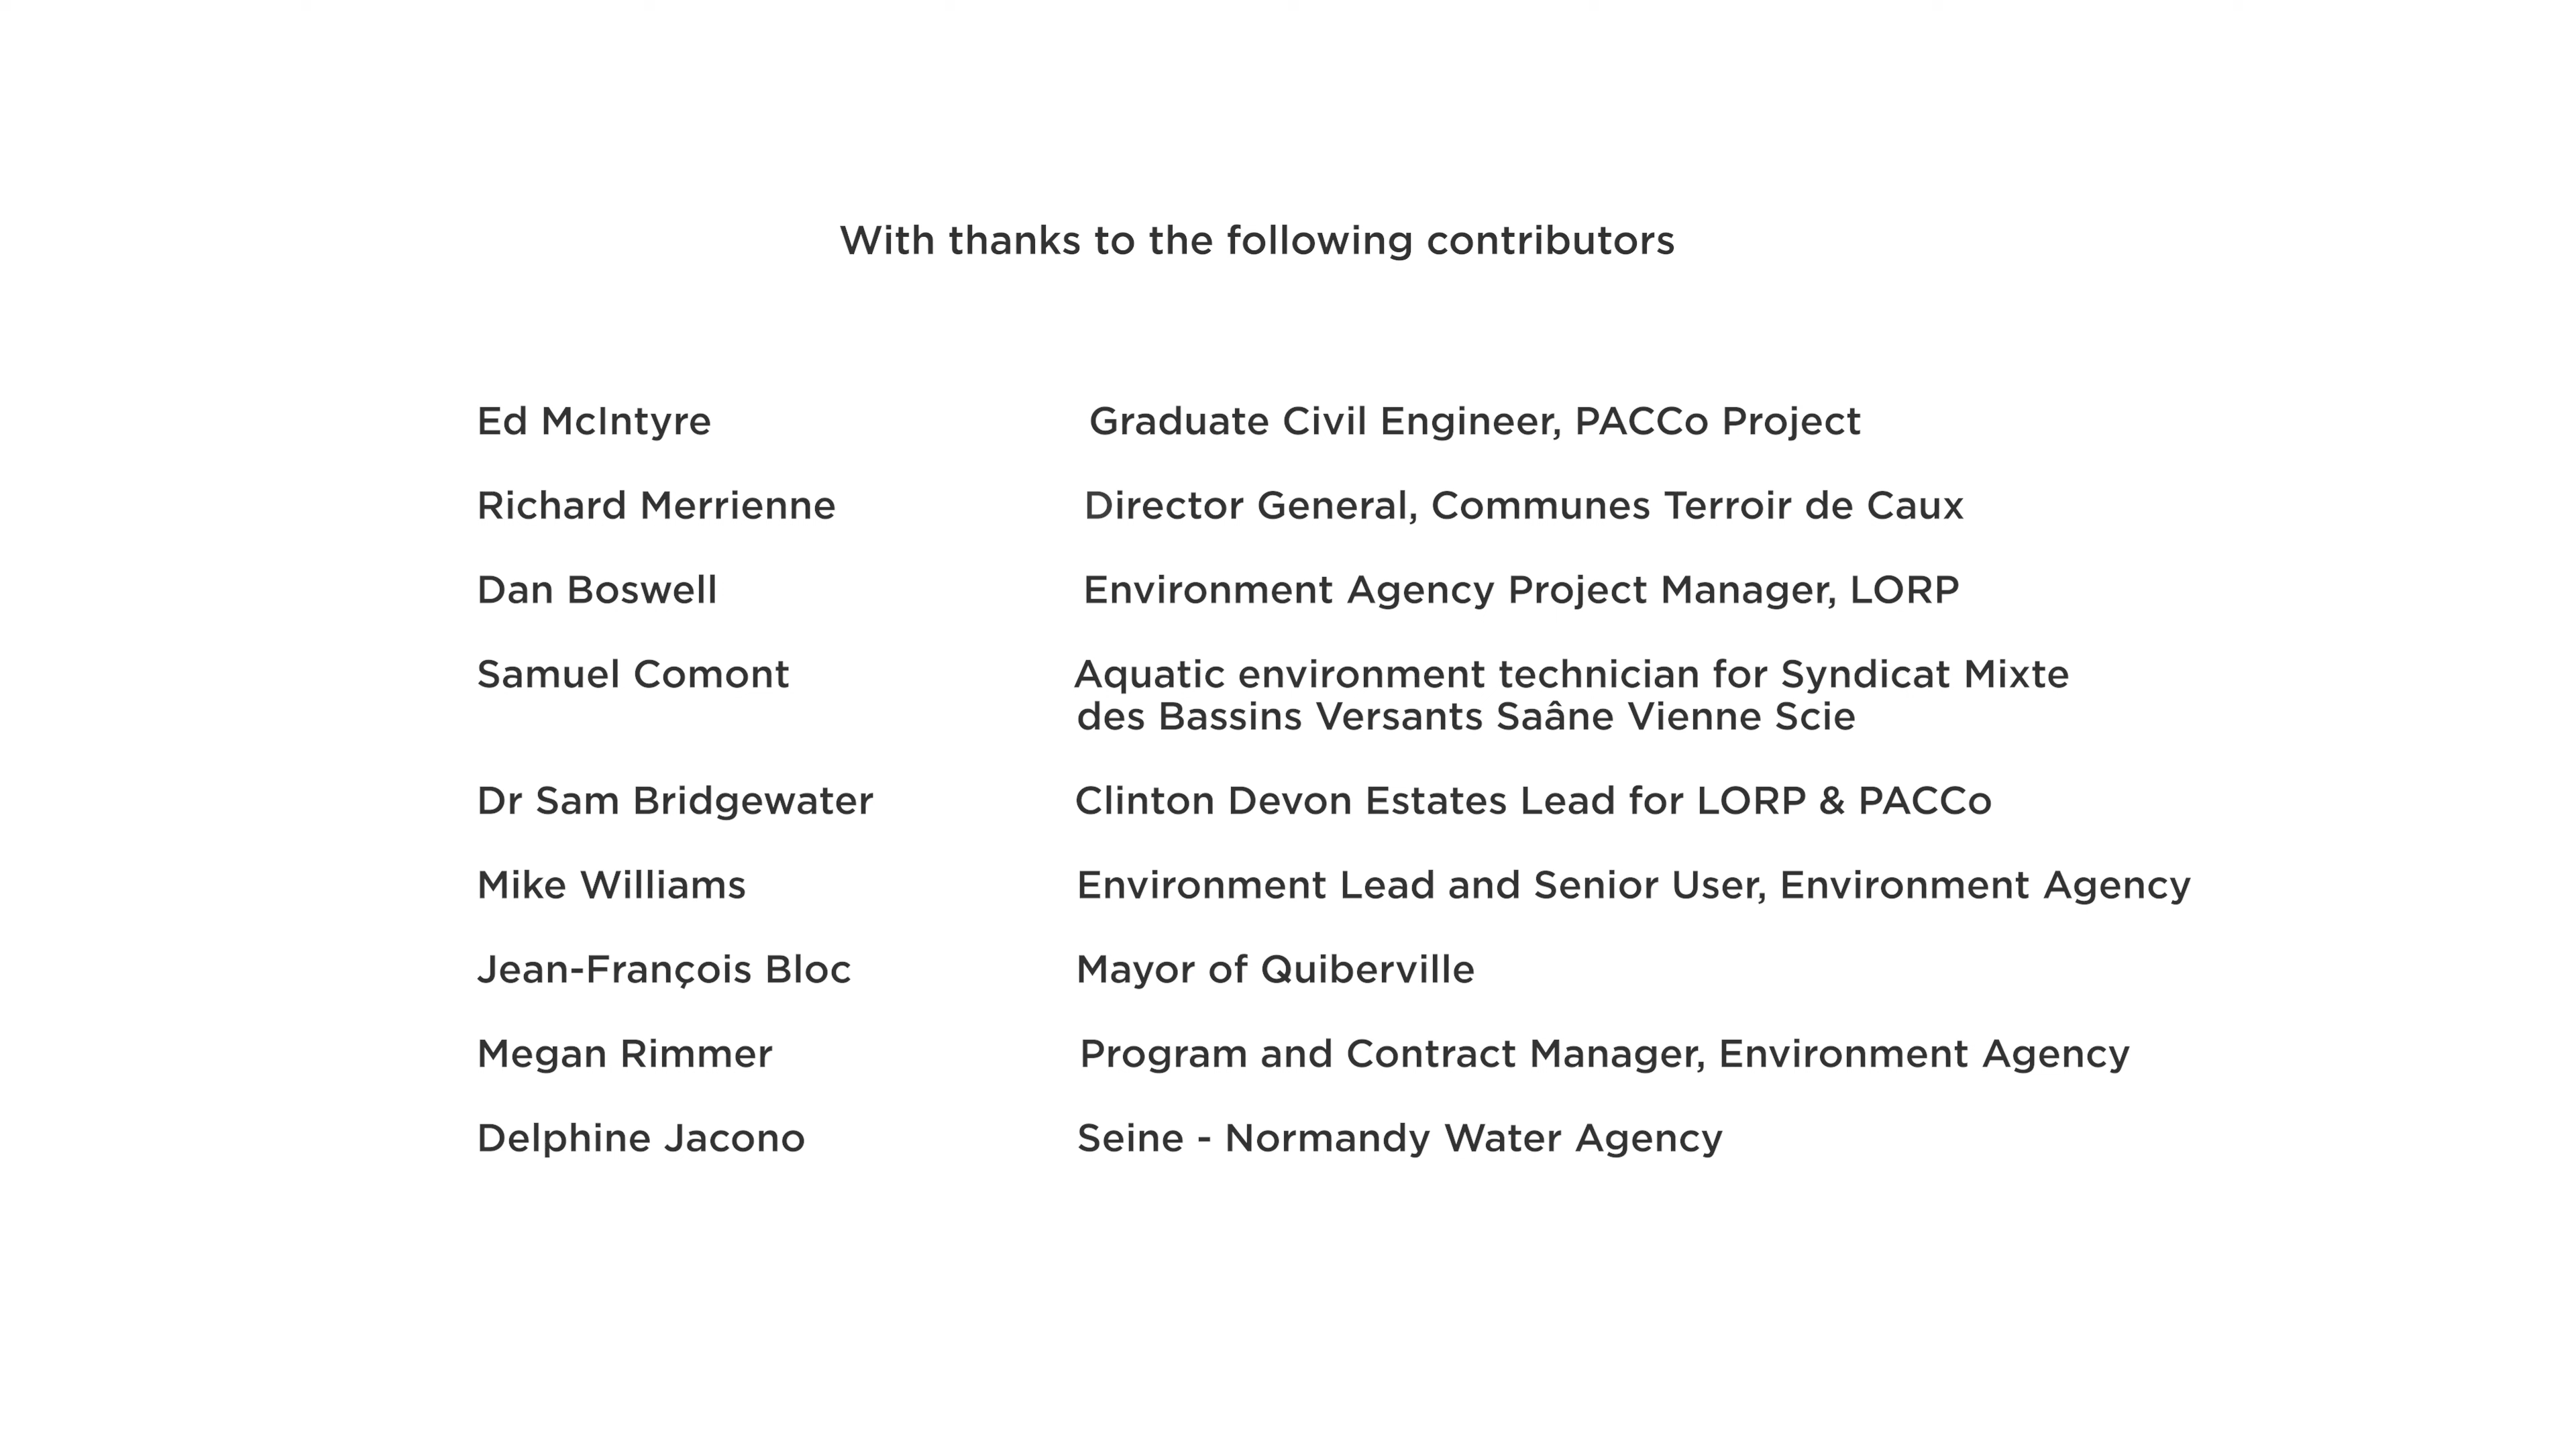 With thanks to the following contributors
Ed McIntyre Graduate Civil Engineer, PACCo Project
Richard Merrienne Director General, Communes Terroir de Caux
Dan Boswell Environment Agency Project Manager, LORP
Samuel Comont Aquatic environment technician for Syndicat Mixte
des Bassins Versants Saâne Vienne Scie
Dr Sam Bridgewater Clinton Devon Estates Lead for LORP & PACCo
Mike Williams Environment Lead and Senior User, Environment Agency
Jean-François Bloc Mayor of Quiberville
Megan Rimmer Program and Contract Manager, Environment Agency
Delphine Jacono Seine - Normandy Water Agency